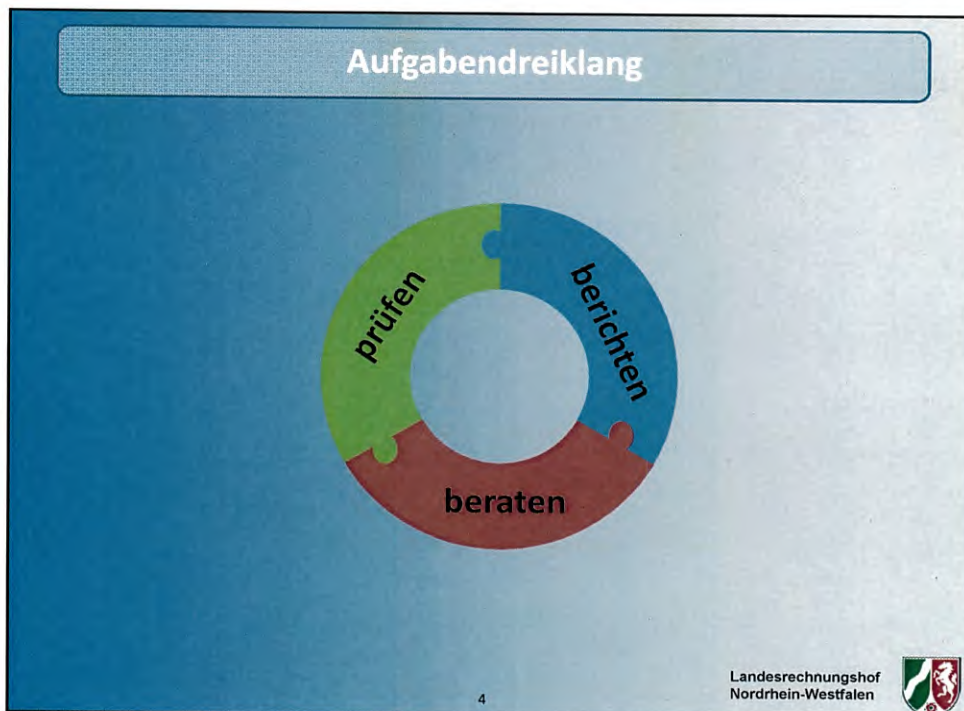 Aufgabendreiklang
prüfen
berichten
beraten
4
Landesrechnungshof
Nordrhein-Westfalen